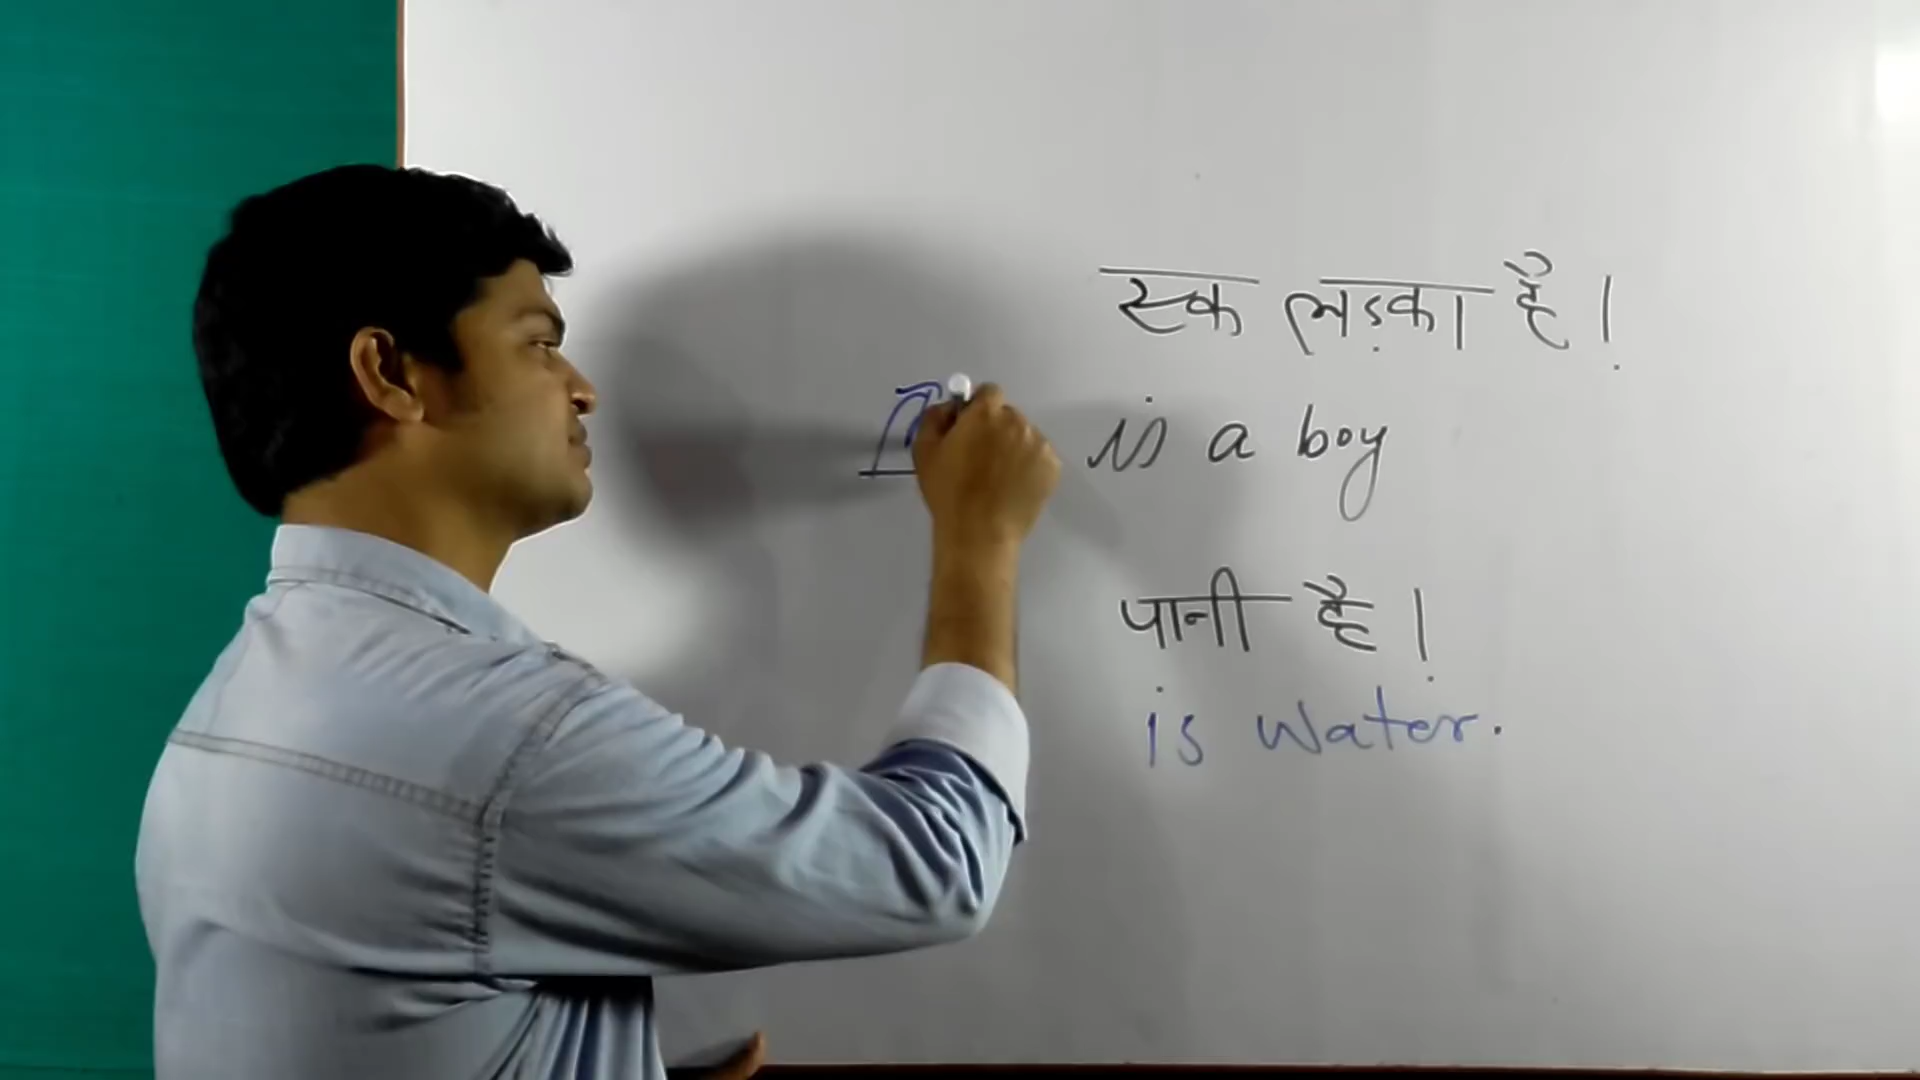 एक लड़का है।
is a boy
पानी है।
is water.